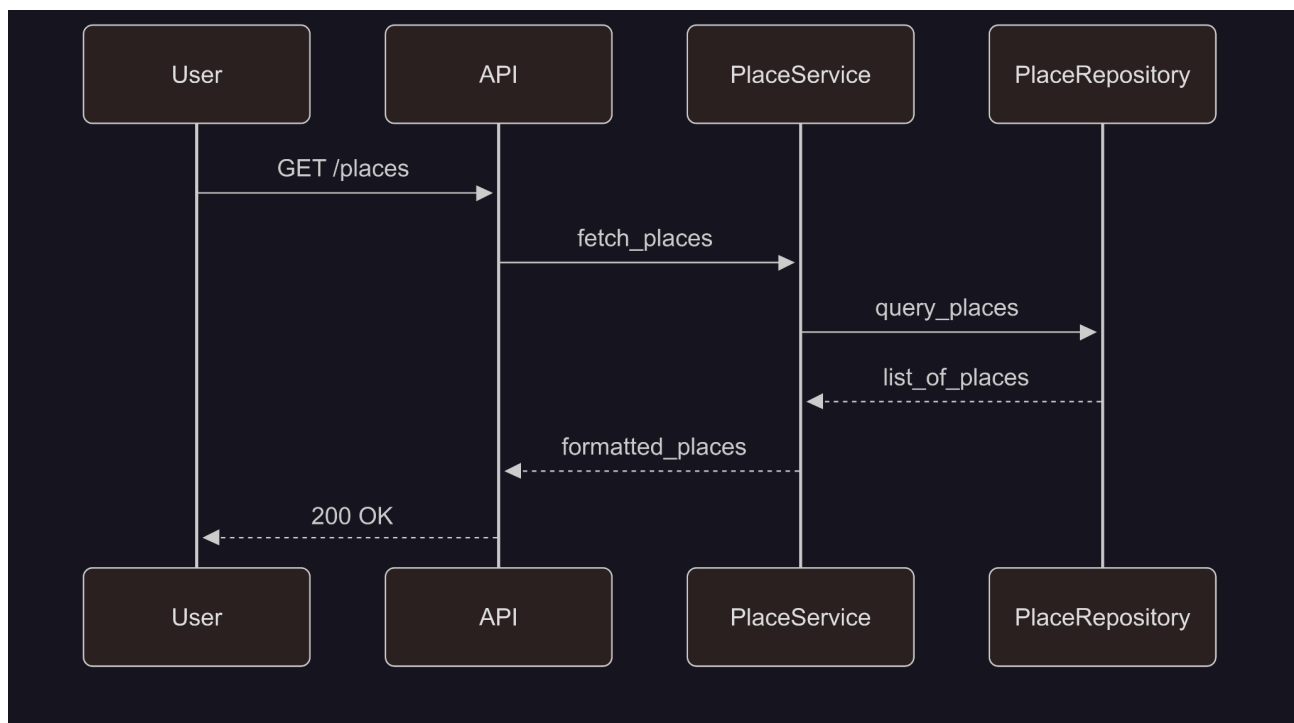 User
API
PlaceService
PlaceRepository
GET /places
fetch_places
query_places
list_of_places
formatted_places
200 OK
User
API
PlaceService
PlaceRepository